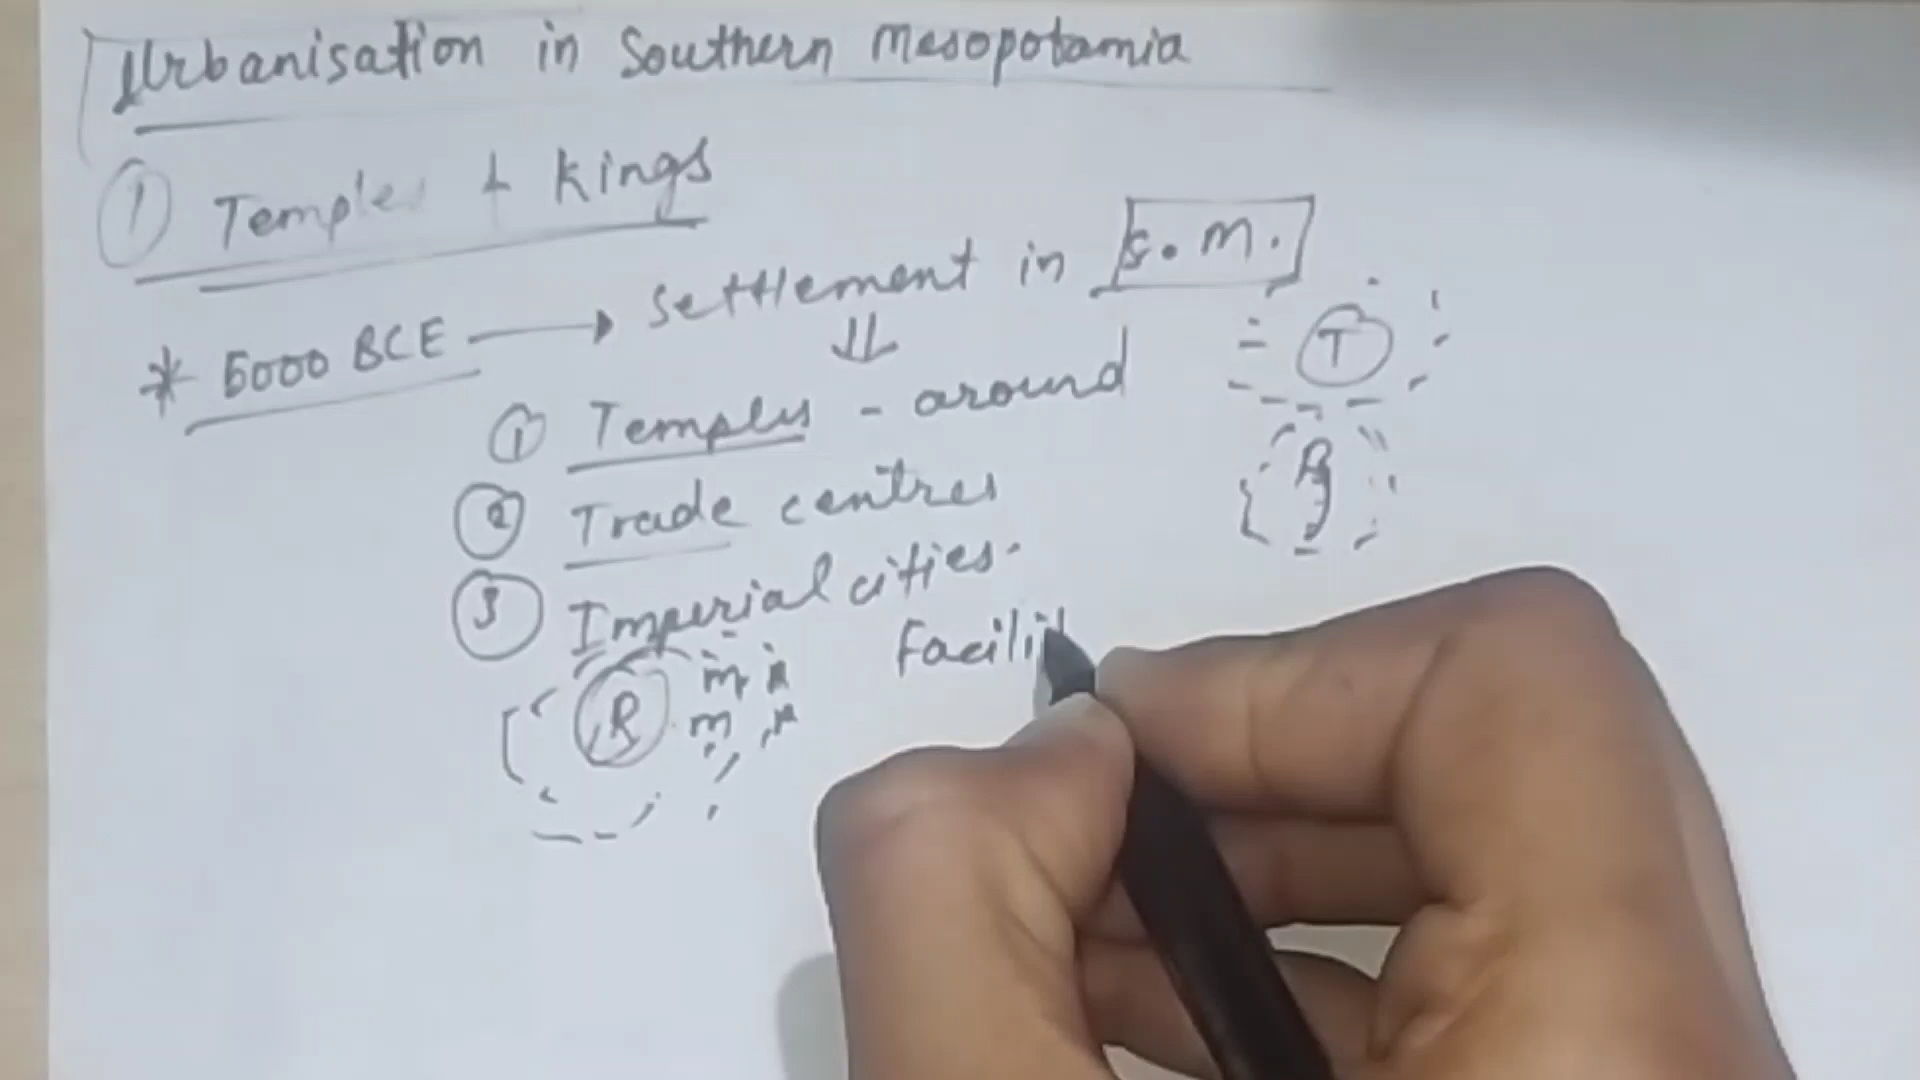 Urbanisation in Southern Mesopotamia
① Temples + Kings
* 5000 BCE → Settlement in S.M.
⇓
① Temples - around
② Trade centres
③ Imperial cities.
T
R
R m
m
Facilit